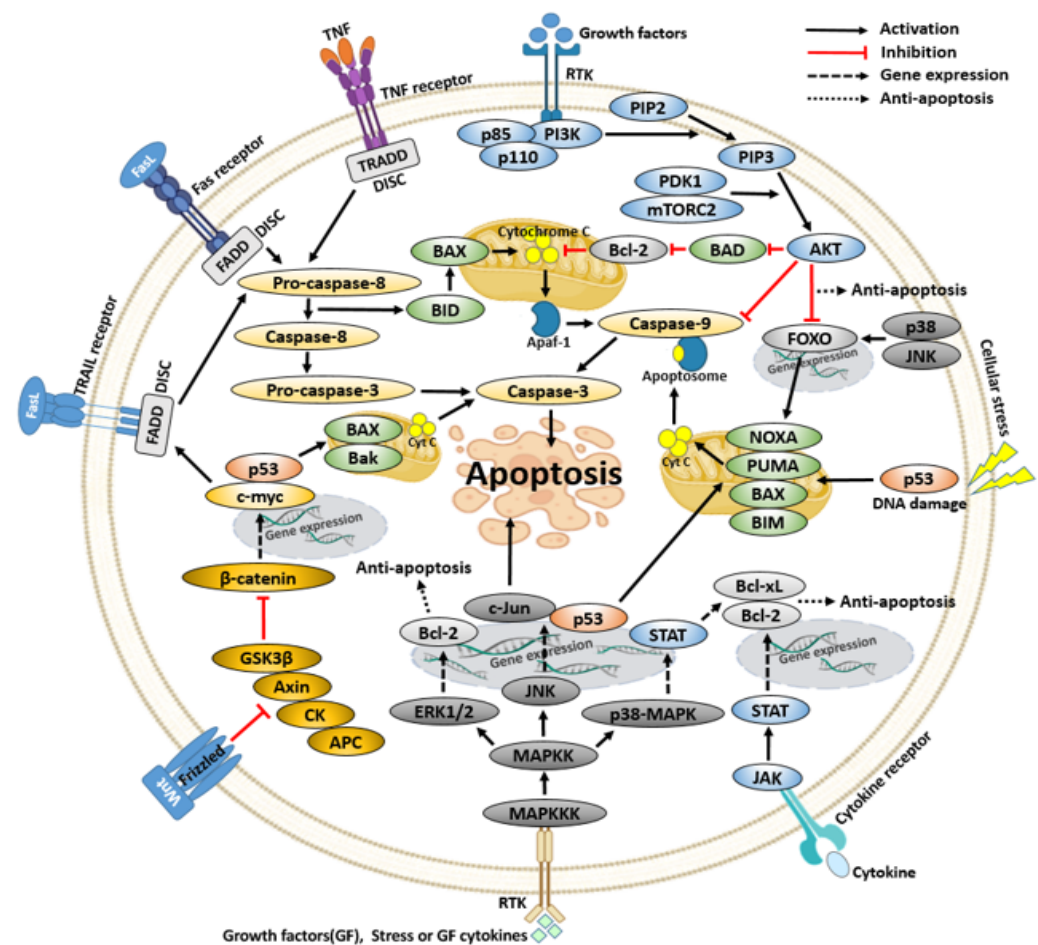 TNF
TNF receptor
TRADD
DISC
Growth factors
RTK
Activation
Inhibition
Gene expression
Anti-apoptosis
FasL
Fas receptor
FADD
DISC
p85
PI3K
p110
PIP2
PIP3
PDK1
mTORC2
AKT
BAD
Bcl-2
Cytochrome C
BAX
BID
Pro-caspase-8
Caspase-8
Pro-caspase-3
Caspase-3
Apaf-1
Caspase-9
Apoptosome
Anti-apoptosis
FOXO
Gene expression
p38
JNK
Cellular stress
FasL
TRAIL receptor
FADD
DISC
BAX
Bak
Cyt C
p53
c-myc
Gene expression
β-catenin
GSK3β
Axin
CK
APC
Wnt
Frizzled
Apoptosis
Cyt C
NOXA
PUMA
BAX
BIM
p53
DNA damage
Anti-apoptosis
Bcl-2
c-Jun
p53
STAT
Gene expression
JNK
ERK1/2
p38-MAPK
MAPKK
MAPKKK
RTK
Growth factors(GF), Stress or GF cytokines
Bcl-xL
Bcl-2
Anti-apoptosis
Gene expression
STAT
JAK
Cytokine receptor
Cytokine